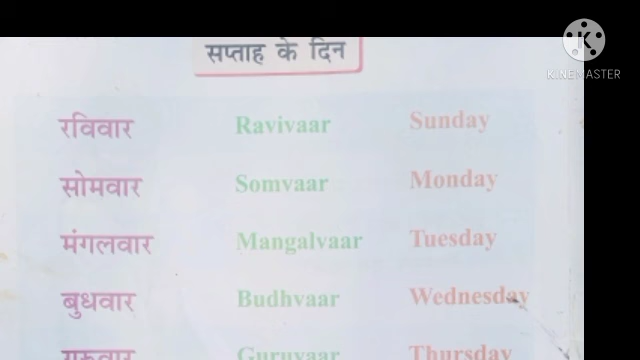 सप्ताह के दिन
KINEMASTER
रविवार Ravivaar Sunday
सोमवार Somvaar Monday
मंगलवार Mangalvaar Tuesday
बुधवार Budhvaar Wednesday
गुरुवार Guruvaar Thursday